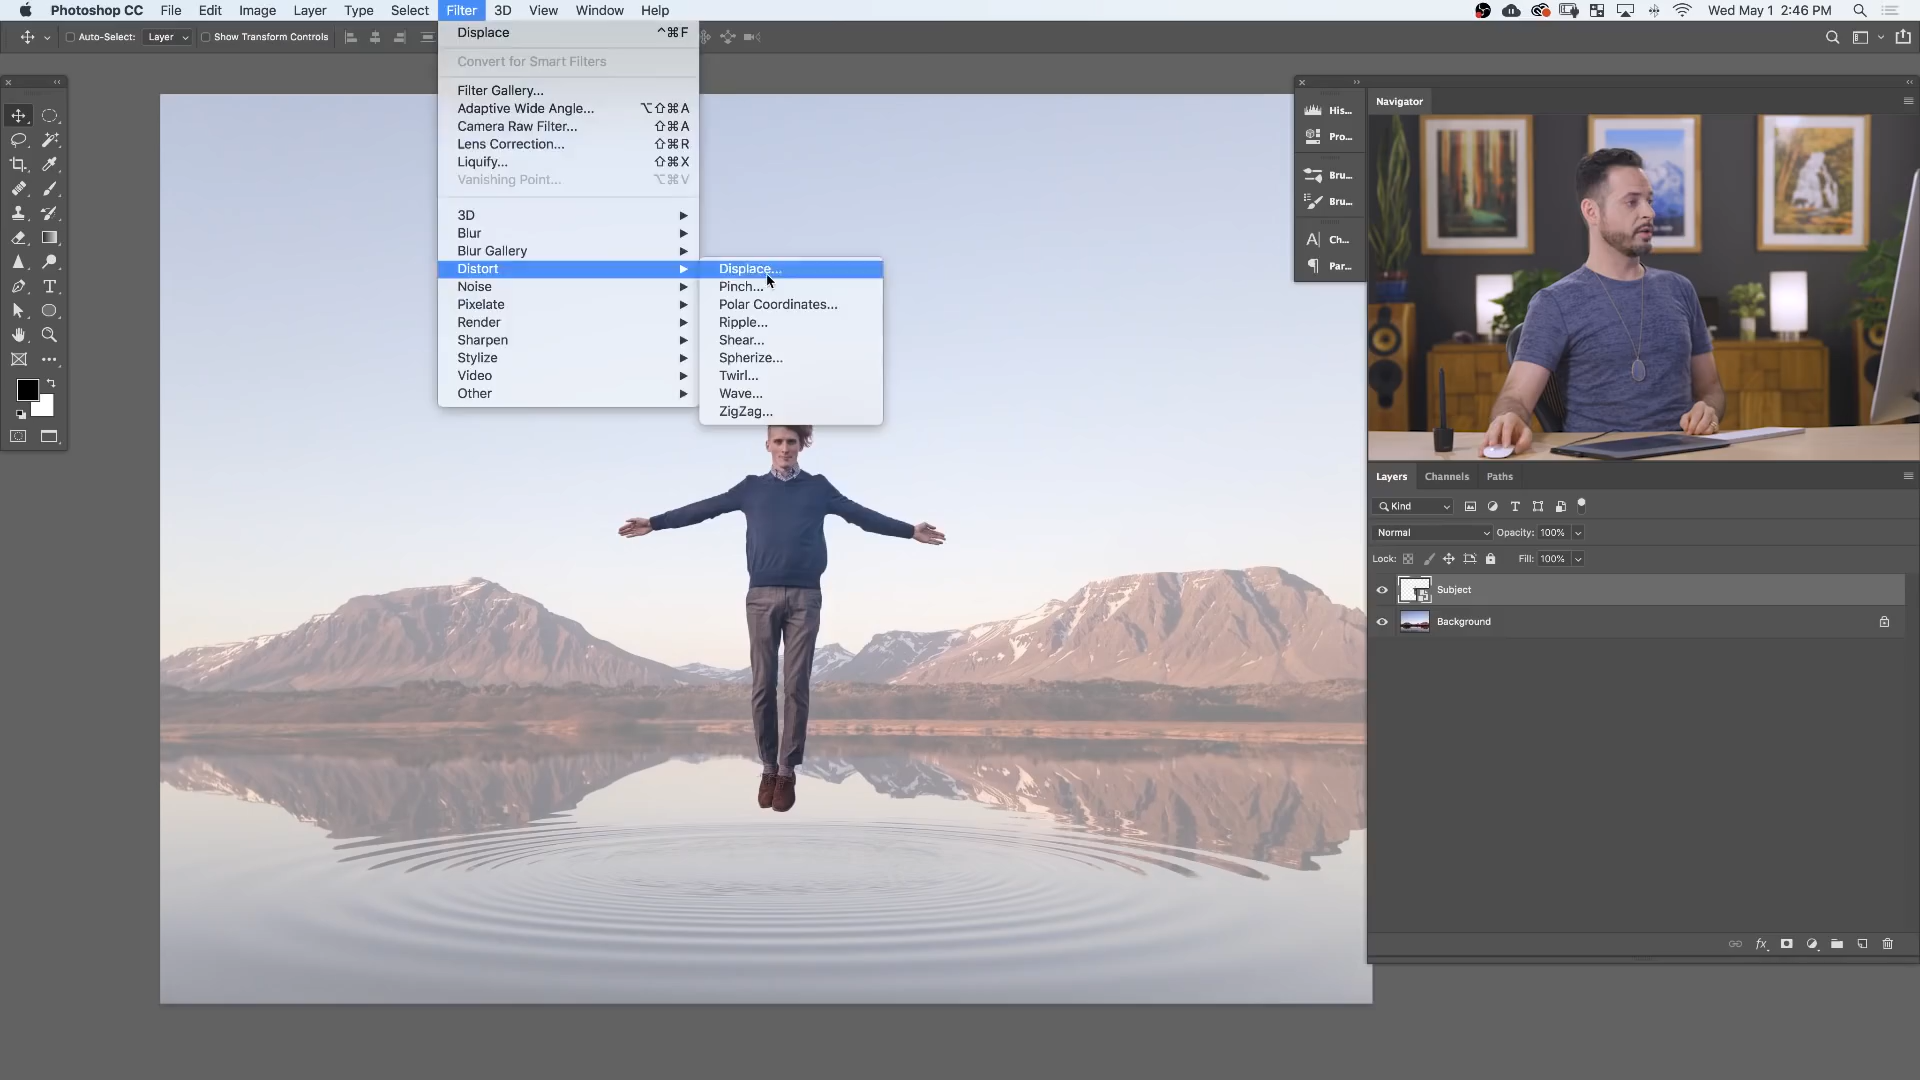 Photoshop CC File Edit Image Layer Type Select Filter 3D View Window Help Wed May 1 2:46 PM
Auto-Select: Layer Show Transform Controls
Displace ^⌘F
Convert for Smart Filters
Filter Gallery...
Adaptive Wide Angle... ⌥⇧⌘A
Camera Raw Filter... ⇧⌘A
Lens Correction... ⇧⌘R
Liquify... ⇧⌘X
Vanishing Point... ⌥⌘V
3D
Blur
Blur Gallery
Distort
Noise
Pixelate
Render
Sharpen
Stylize
Video
Other
Displace...
Pinch...
Polar Coordinates...
Ripple...
Shear...
Spherize...
Twirl...
Wave...
ZigZag...
His...
Pro...
Bru...
Bru...
Ch...
Par...
Navigator
Layers Channels Paths
Kind
Normal Opacity: 100%
Lock: Fill: 100%
Subject
Background
fx